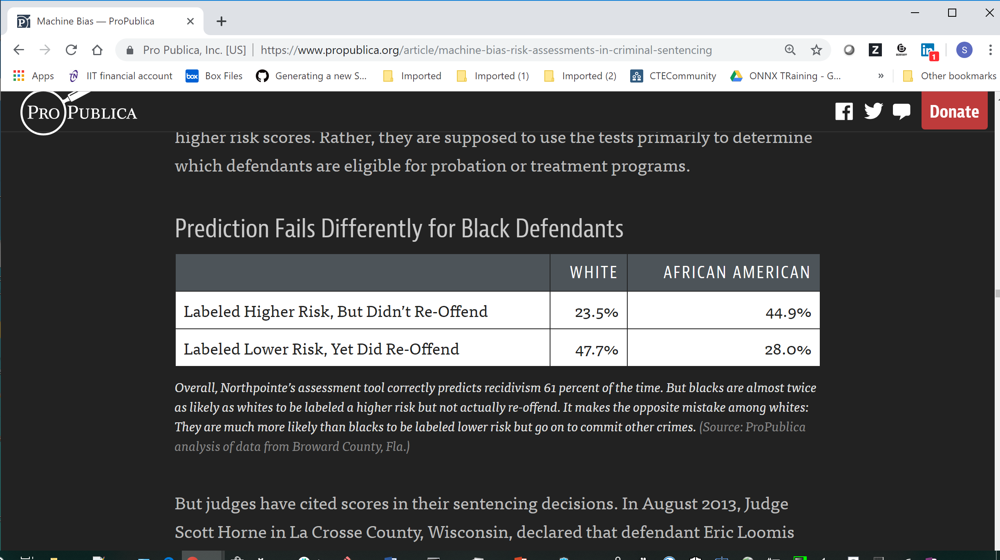 Machine Bias — ProPublica
Pro Publica, Inc. [US] | https://www.propublica.org/article/machine-bias-risk-assessments-in-criminal-sentencing
Z
BEMYAPP
in 1
S
Apps
TN IIT financial account
box Box Files
Generating a new S...
Imported
Imported (1)
Imported (2)
CTECommunity
ONNX TRaining - G...
»
Other bookmarks
PRO PUBLICA
Donate
higher risk scores. Rather, they are supposed to use the tests primarily to determine
which defendants are eligible for probation or treatment programs.
Prediction Fails Differently for Black Defendants
WHITE AFRICAN AMERICAN
Labeled Higher Risk, But Didn’t Re-Offend 23.5% 44.9%
Labeled Lower Risk, Yet Did Re-Offend 47.7% 28.0%
Overall, Northpointe’s assessment tool correctly predicts recidivism 61 percent of the time. But blacks are almost twice
as likely as whites to be labeled a higher risk but not actually re-offend. It makes the opposite mistake among whites:
They are much more likely than blacks to be labeled lower risk but go on to commit other crimes. (Source: ProPublica
analysis of data from Broward County, Fla.)
But judges have cited scores in their sentencing decisions. In August 2013, Judge
Scott Horne in La Crosse County, Wisconsin, declared that defendant Eric Loomis